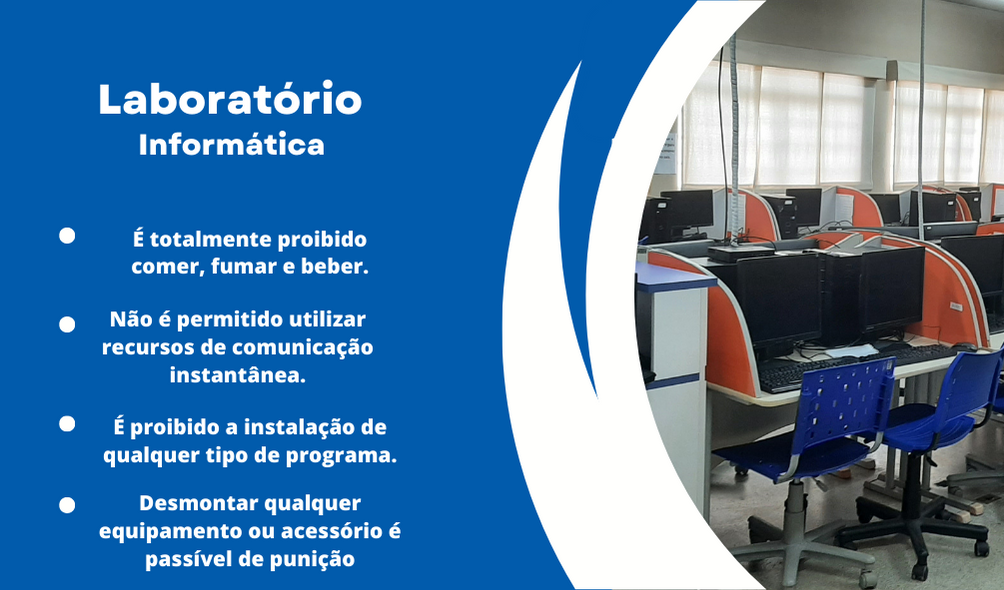 Laboratório
Informática
É totalmente proibido
comer, fumar e beber.
Não é permitido utilizar
recursos de comunicação
instantânea.
É proibido a instalação de
qualquer tipo de programa.
Desmontar qualquer
equipamento ou acessório é
passível de punição